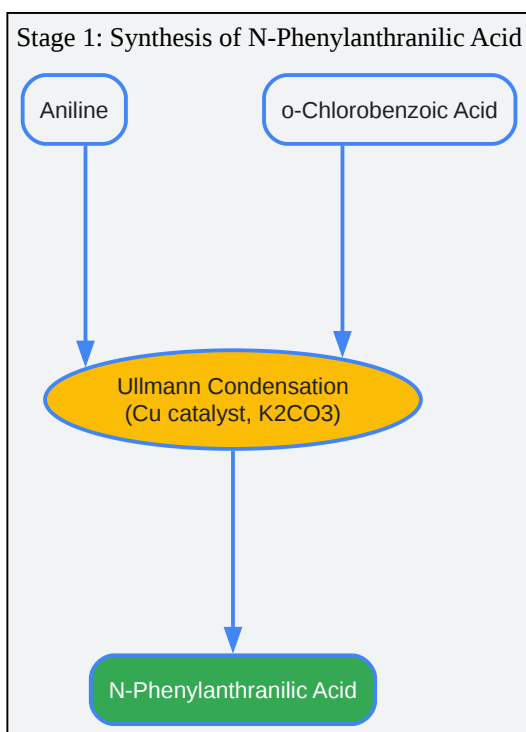 Stage 1: Synthesis of N-Phenylanthranilic Acid
Aniline
o-Chlorobenzoic Acid
Ullmann Condensation
(Cu catalyst, K2CO3)
N-Phenylanthranilic Acid